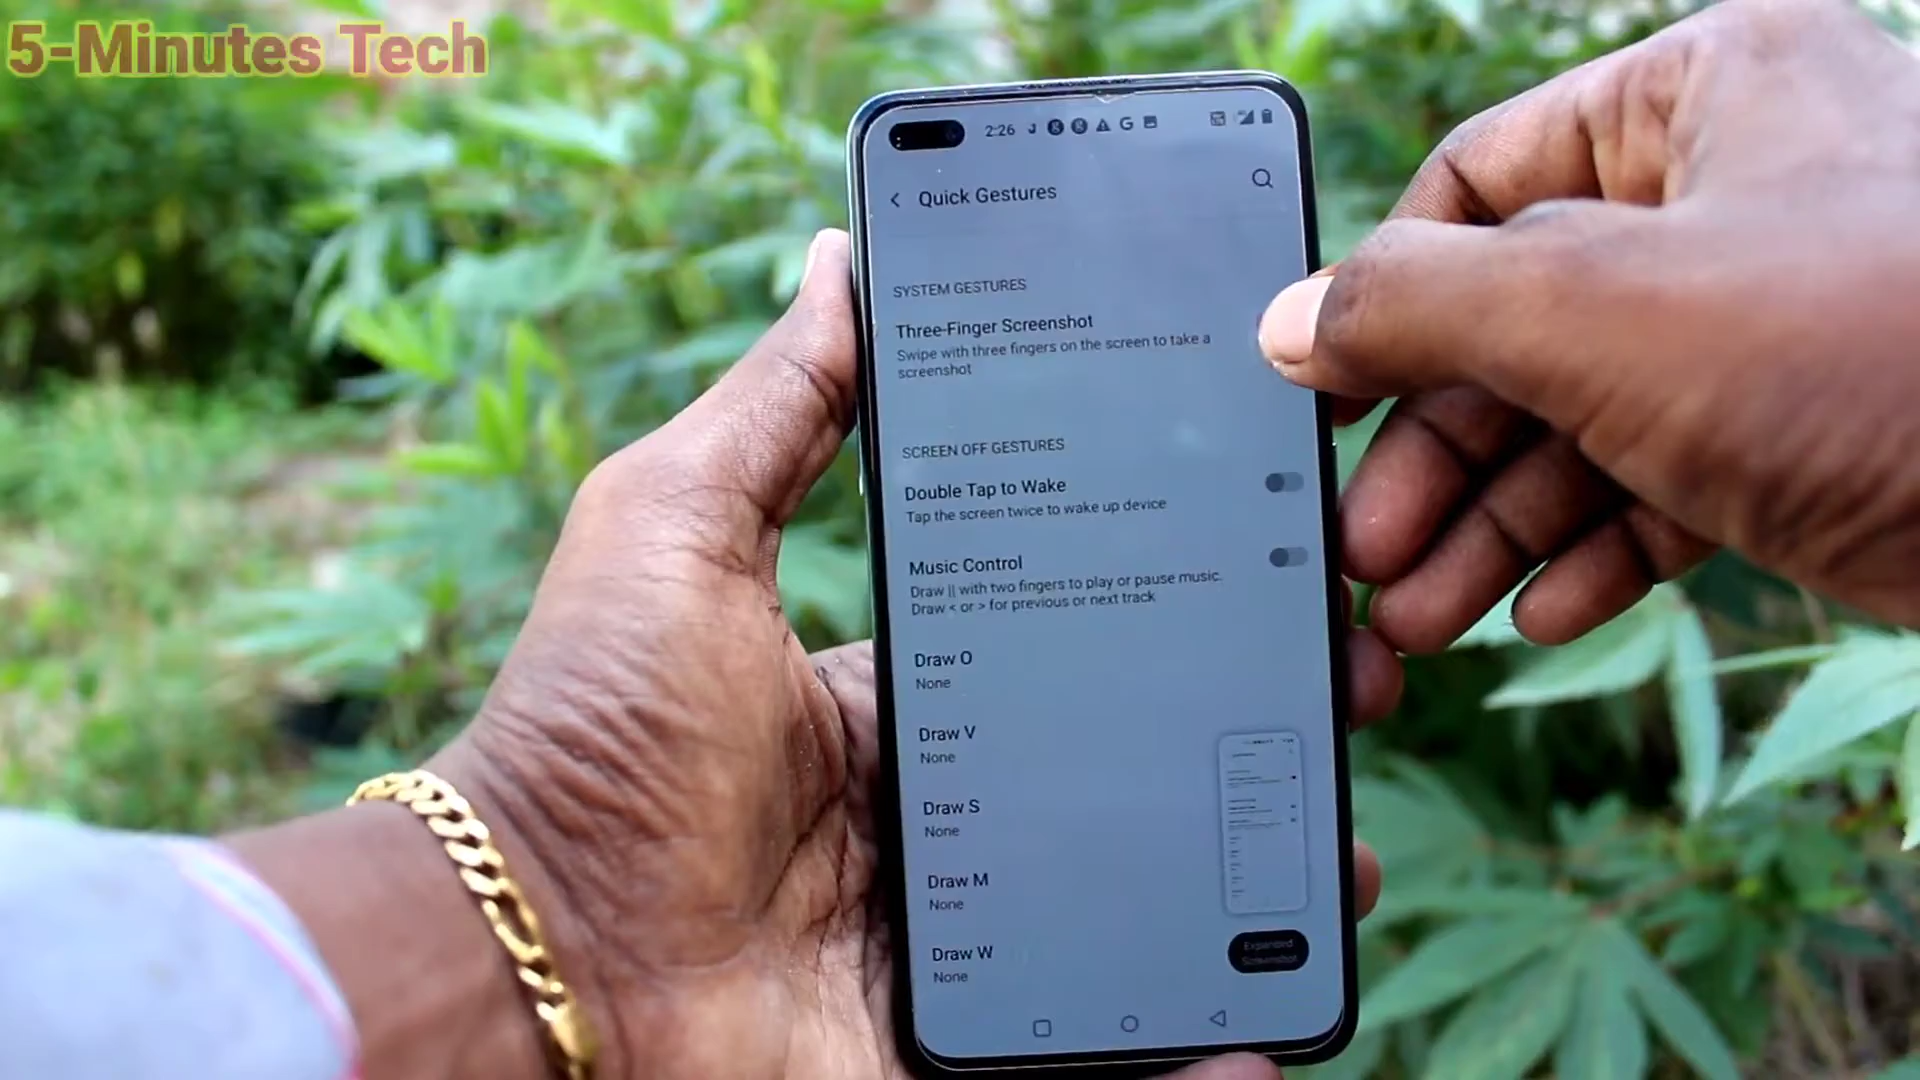 5-Minutes Tech
2:26
Quick Gestures
SYSTEM GESTURES
Three-Finger Screenshot
Swipe with three fingers on the screen to take a
screenshot
SCREEN OFF GESTURES
Double Tap to Wake
Tap the screen twice to wake up device
Music Control
Draw || with two fingers to play or pause music.
Draw < or > for previous or next track
Draw O
None
Draw V
None
Draw S
None
Draw M
None
Draw W
None
Expanded
Screenshot